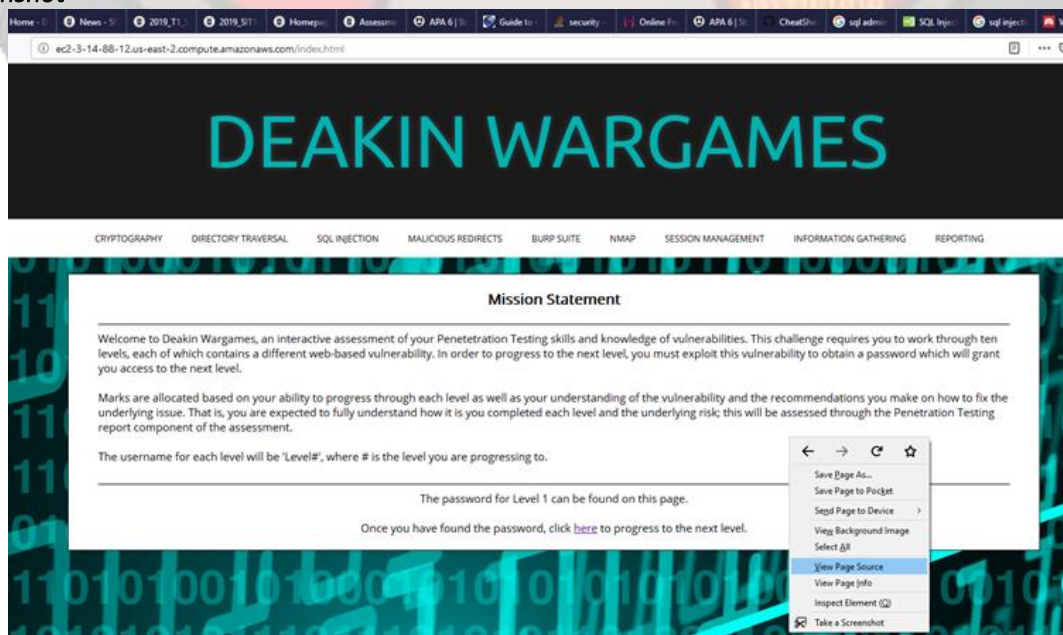 nshot
Home - D News - S 2019_T1_ 2019_SIT Homepag Assessme APA 6 | S Guide to security - Online Fr APA 6 | S CheatShe sql admin SQL Injec sql injecti
ec2-3-14-88-12.us-east-2.compute.amazonaws.com/index.html
DEAKIN WARGAMES
CRYPTOGRAPHY DIRECTORY TRAVERSAL SQL INJECTION MALICIOUS REDIRECTS BURP SUITE NMAP SESSION MANAGEMENT INFORMATION GATHERING REPORTING
Mission Statement
Welcome to Deakin Wargames, an interactive assessment of your Penetetration Testing skills and knowledge of vulnerabilities. This challenge requires you to work through ten
levels, each of which contains a different web-based vulnerability. In order to progress to the next level, you must exploit this vulnerability to obtain a password which will grant
you access to the next level.
Marks are allocated based on your ability to progress through each level as well as your understanding of the vulnerability and the recommendations you make on how to fix the
underlying issue. That is, you are expected to fully understand how it is you completed each level and the underlying risk; this will be assessed through the Penetration Testing
report component of the assessment.
The username for each level will be 'Level#', where # is the level you are progressing to.
The password for Level 1 can be found on this page.
Once you have found the password, click here to progress to the next level.
Save Page As...
Save Page to Pocket
Send Page to Device
View Background Image
Select All
View Page Source
View Page Info
Inspect Element (Q)
Take a Screenshot